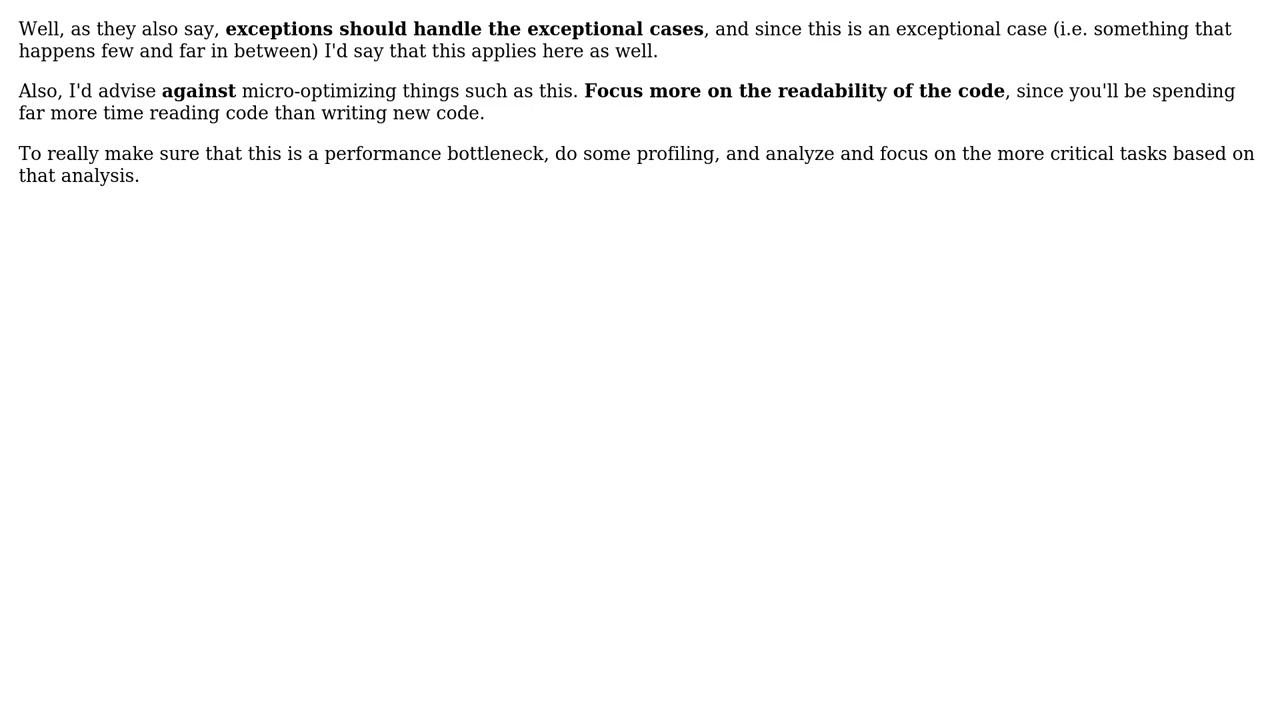 Well, as they also say, exceptions should handle the exceptional cases, and since this is an exceptional case (i.e. something that
happens few and far in between) I'd say that this applies here as well.
Also, I'd advise against micro-optimizing things such as this. Focus more on the readability of the code, since you'll be spending
far more time reading code than writing new code.
To really make sure that this is a performance bottleneck, do some profiling, and analyze and focus on the more critical tasks based on
that analysis.